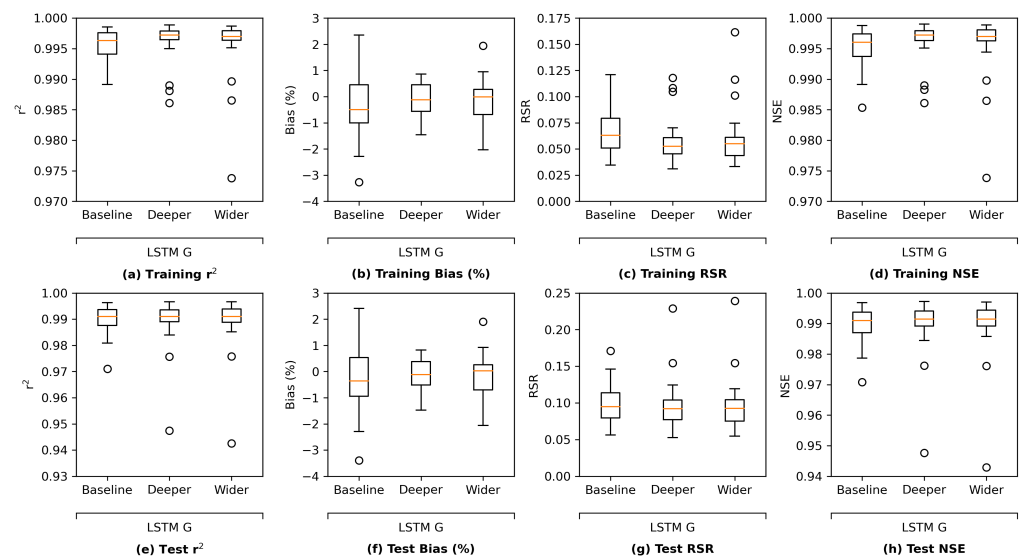 1.000
0.995
0.990
0.985
0.980
0.975
0.970
r²
Baseline Deeper Wider
LSTM G
(a) Training r²
3
2
1
0
−1
−2
−3
−4
Bias (%)
Baseline Deeper Wider
LSTM G
(b) Training Bias (%)
0.175
0.150
0.125
0.100
0.075
0.050
0.025
0.000
RSR
Baseline Deeper Wider
LSTM G
(c) Training RSR
1.000
0.995
0.990
0.985
0.980
0.975
0.970
NSE
Baseline Deeper Wider
LSTM G
(d) Training NSE
1.00
0.99
0.98
0.97
0.96
0.95
0.94
0.93
r²
Baseline Deeper Wider
LSTM G
(e) Test r²
3
2
1
0
−1
−2
−3
−4
Bias (%)
Baseline Deeper Wider
LSTM G
(f) Test Bias (%)
0.25
0.20
0.15
0.10
0.05
0.00
RSR
Baseline Deeper Wider
LSTM G
(g) Test RSR
1.00
0.99
0.98
0.97
0.96
0.95
0.94
NSE
Baseline Deeper Wider
LSTM G
(h) Test NSE